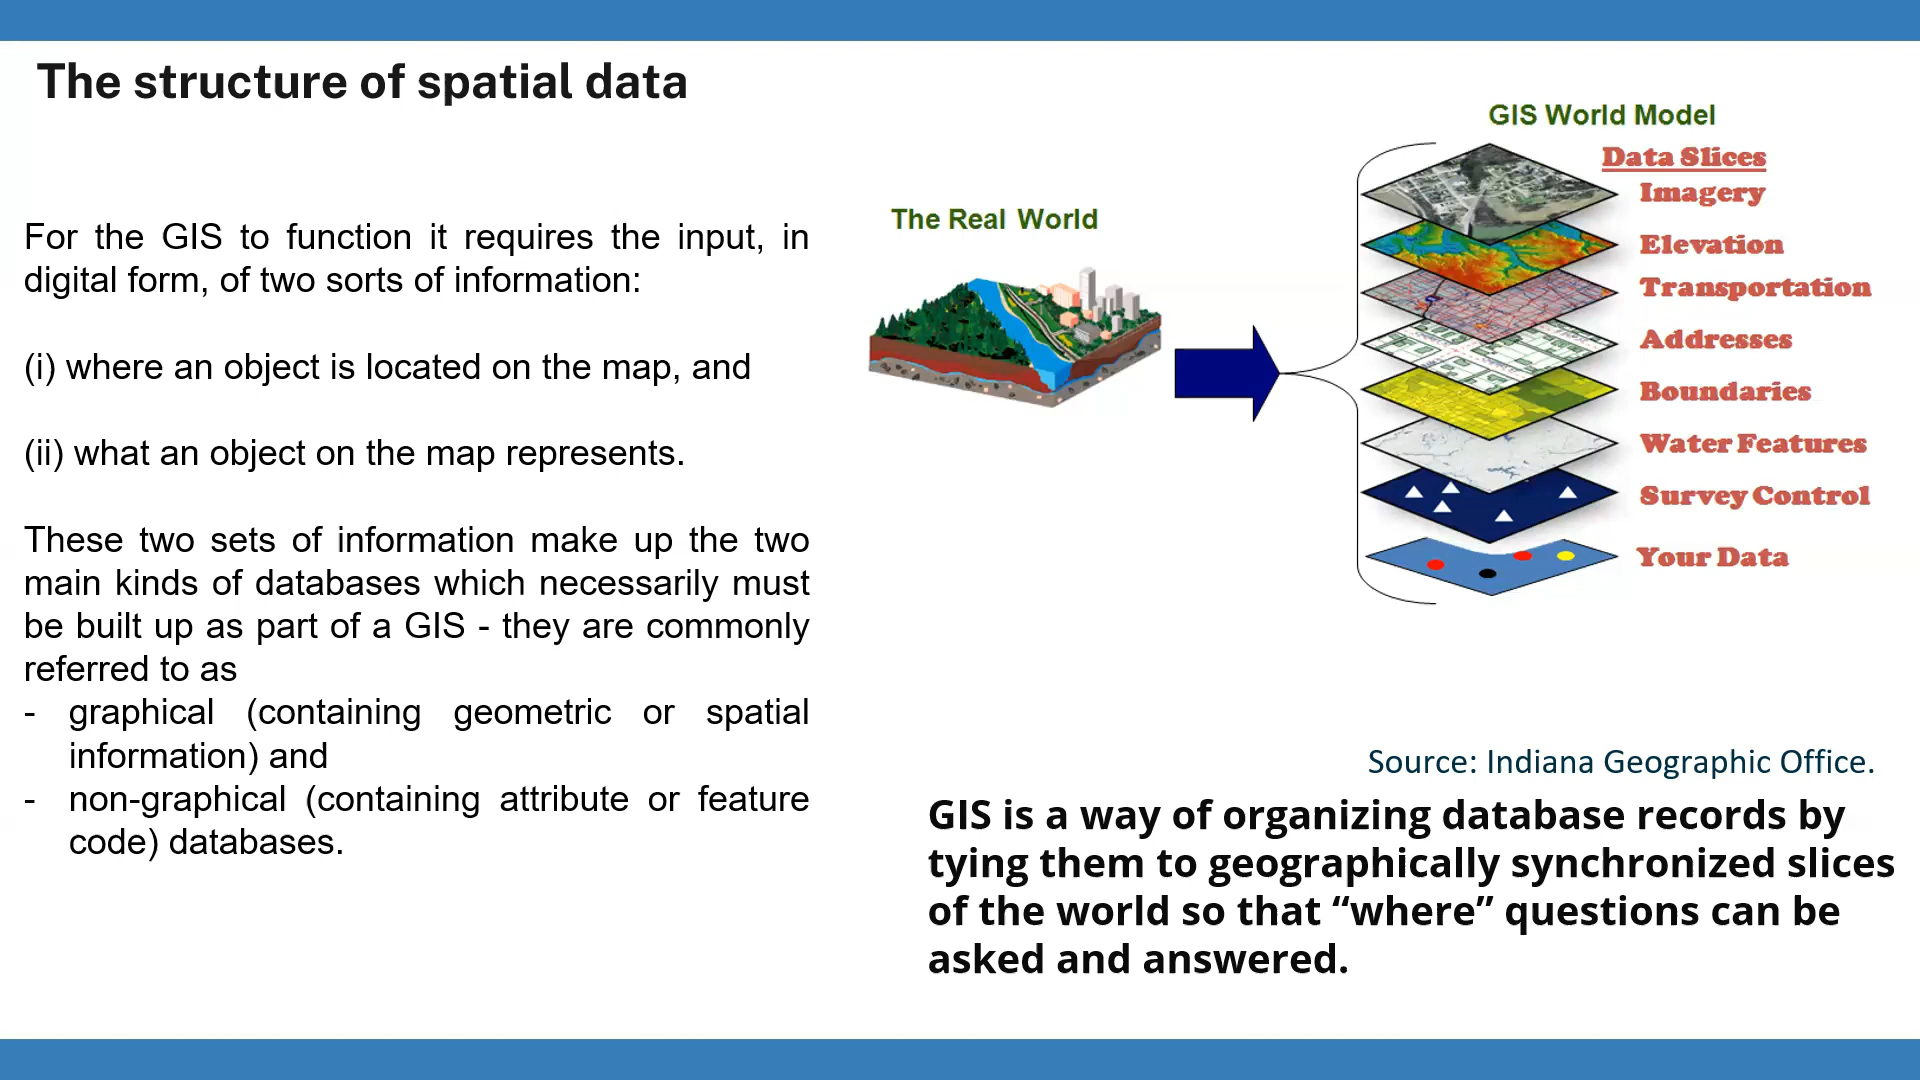 The structure of spatial data
For the GIS to function it requires the input, in
digital form, of two sorts of information:
(i) where an object is located on the map, and
(ii) what an object on the map represents.
These two sets of information make up the two
main kinds of databases which necessarily must
be built up as part of a GIS - they are commonly
referred to as
- graphical (containing geometric or spatial
information) and
- non-graphical (containing attribute or feature
code) databases.
The Real World
GIS World Model
Data Slices
Imagery
Elevation
Transportation
Addresses
Boundaries
Water Features
Survey Control
Your Data
Source: Indiana Geographic Office.
GIS is a way of organizing database records by
tying them to geographically synchronized slices
of the world so that “where” questions can be
asked and answered.